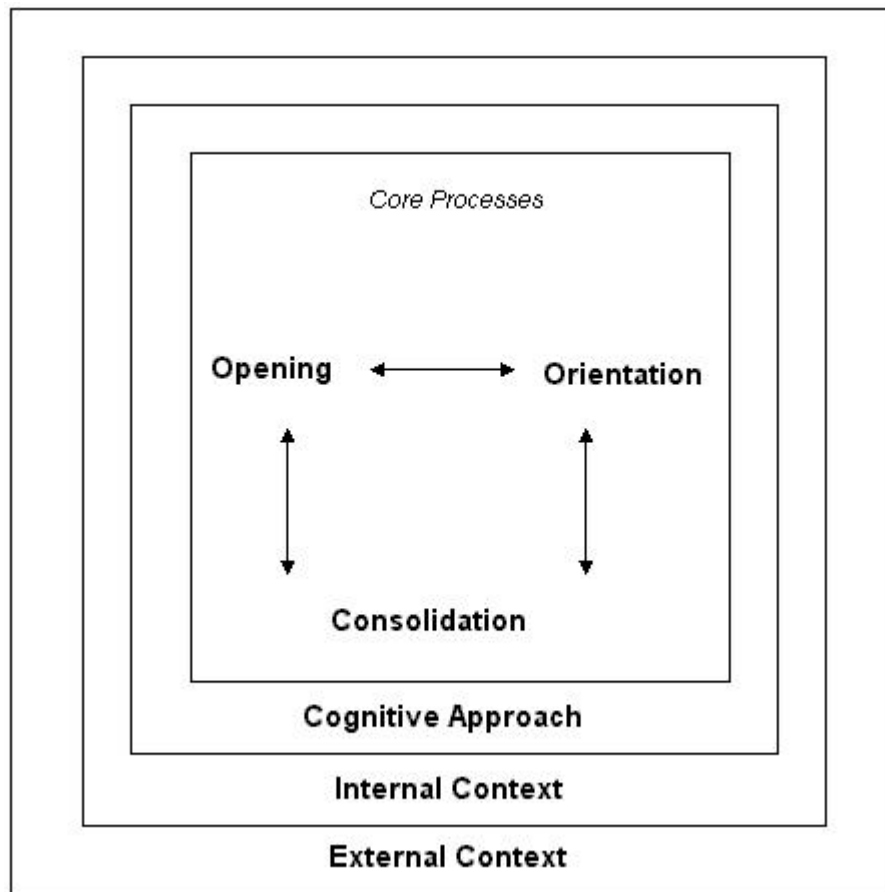 Core Processes
Opening
Orientation
Consolidation
Cognitive Approach
Internal Context
External Context